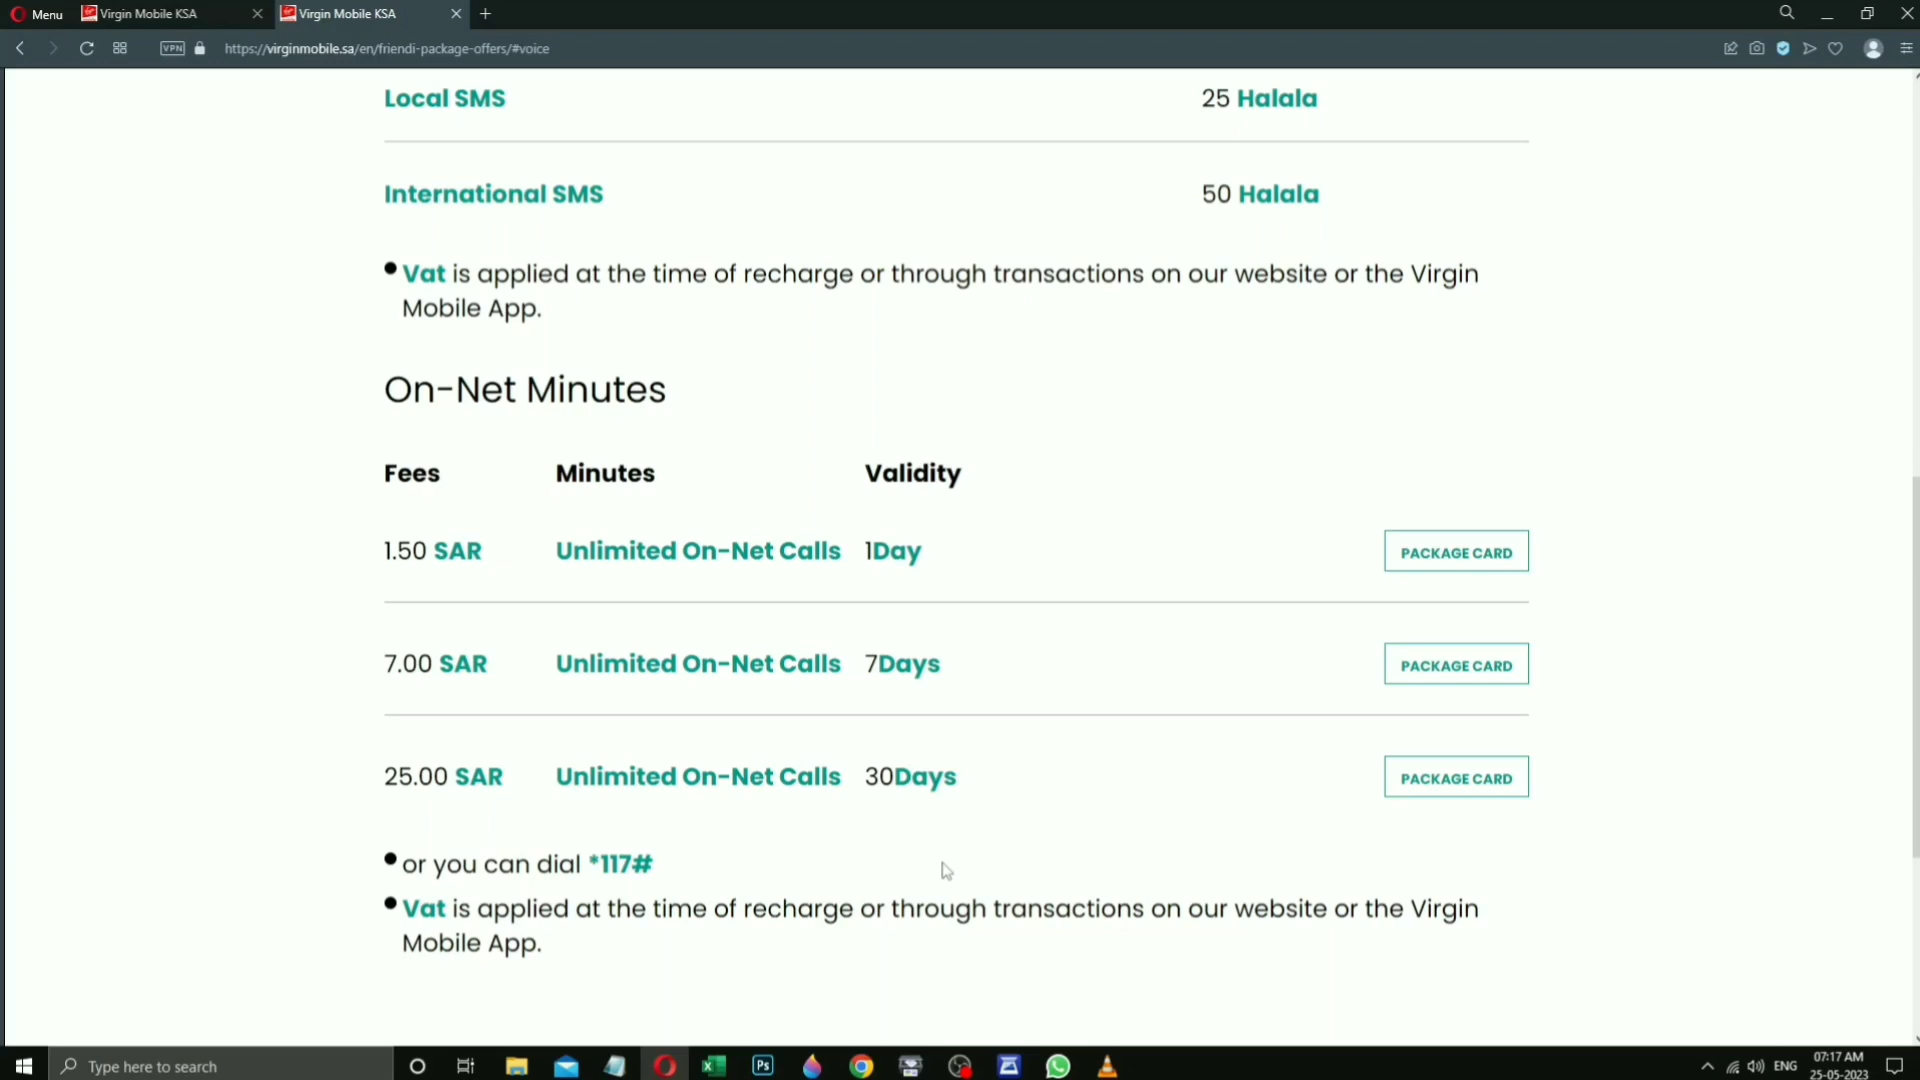 Menu
Virgin Mobile KSA
Virgin Mobile KSA
VPN
https://virginmobile.sa/en/friendi-package-offers/#voice
Local SMS 25 Halala
International SMS 50 Halala
Vat is applied at the time of recharge or through transactions on our website or the Virgin
Mobile App.
On-Net Minutes
Fees Minutes Validity
1.50 SAR Unlimited On-Net Calls 1Day PACKAGE CARD
7.00 SAR Unlimited On-Net Calls 7Days PACKAGE CARD
25.00 SAR Unlimited On-Net Calls 30Days PACKAGE CARD
or you can dial *117#
Vat is applied at the time of recharge or through transactions on our website or the Virgin
Mobile App.
Type here to search
Ps
ENG
07:17 AM
25-05-2023